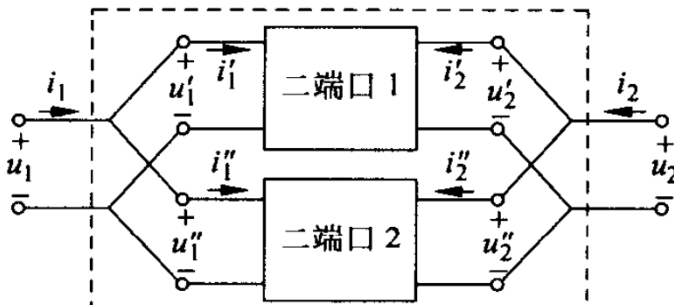 i₁ + u₁ −
+ u₁′ − i₁′ 二端口 1 i₂′ + u₂′ −
i₂ + u₂ −
+ u₁″ − i₁″ 二端口 2 i₂″ + u₂″ −